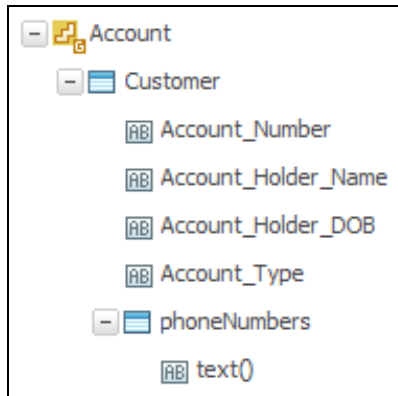 Account
Customer
Account_Number
Account_Holder_Name
Account_Holder_DOB
Account_Type
phoneNumbers
text()